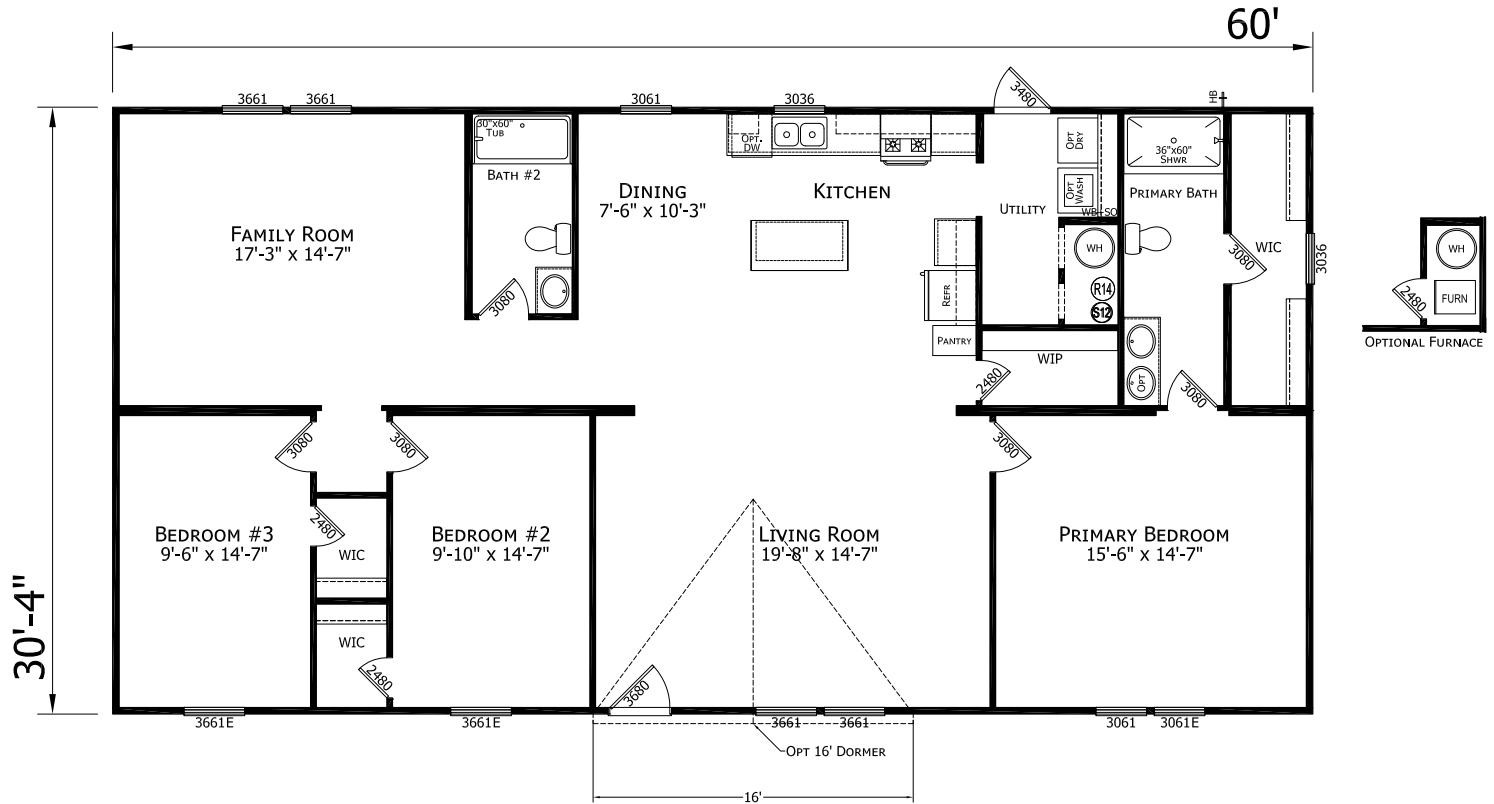 60'
3661
3661
3061
3036
3480
HB
30"x60"
TUB
BATH #2
OPT.
DW
OPT
DRY
OPT
WASH
WB-SO
36"x60"
SHWR
PRIMARY BATH
DINING
7'-6" x 10'-3"
KITCHEN
UTILITY
FAMILY ROOM
17'-3" x 14'-7"
WH
R14
S12
3080
WIC
3036
REFR
PANTRY
3080
WIP
2480
OPT
3080
WH
2480
FURN
OPTIONAL FURNACE
3080
3080
3080
BEDROOM #3
9'-6" x 14'-7"
2480
WIC
BEDROOM #2
9'-10" x 14'-7"
LIVING ROOM
19'-8" x 14'-7"
PRIMARY BEDROOM
15'-6" x 14'-7"
30'-4"
WIC
2480
3680
3661E
3661E
3661
3661
3061
3061E
OPT 16' DORMER
16'